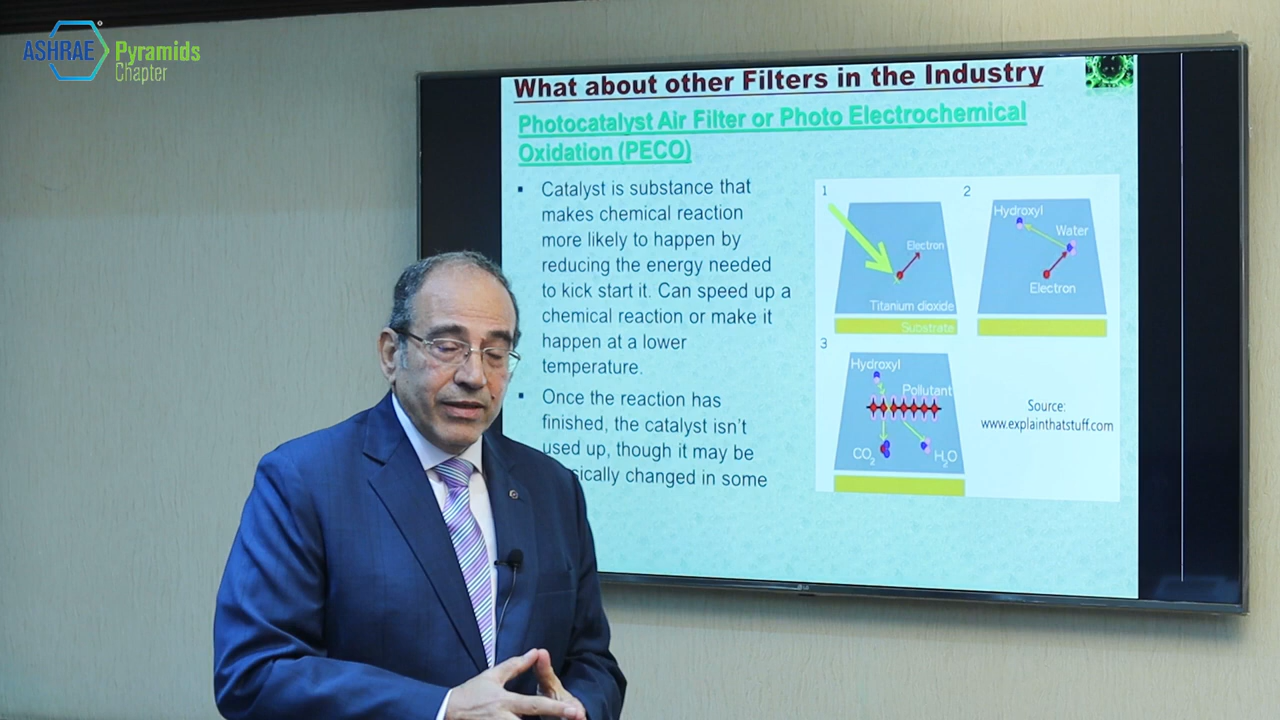 ASHRAE
Pyramids
Chapter
What about other Filters in the Industry
Photocatalyst Air Filter or Photo Electrochemical
Oxidation (PECO)
▪ Catalyst is substance that
makes chemical reaction
more likely to happen by
reducing the energy needed
to kick start it. Can speed up a
chemical reaction or make it
happen at a lower
temperature.
▪ Once the reaction has
finished, the catalyst isn't
used up, though it may be
changed in some
1
Electron
Titanium dioxide
Substrate
2
Hydroxyl
Water
Electron
3
Hydroxyl
Pollutant
CO2
H2O
Source:
www.explainthatstuff.com
LG